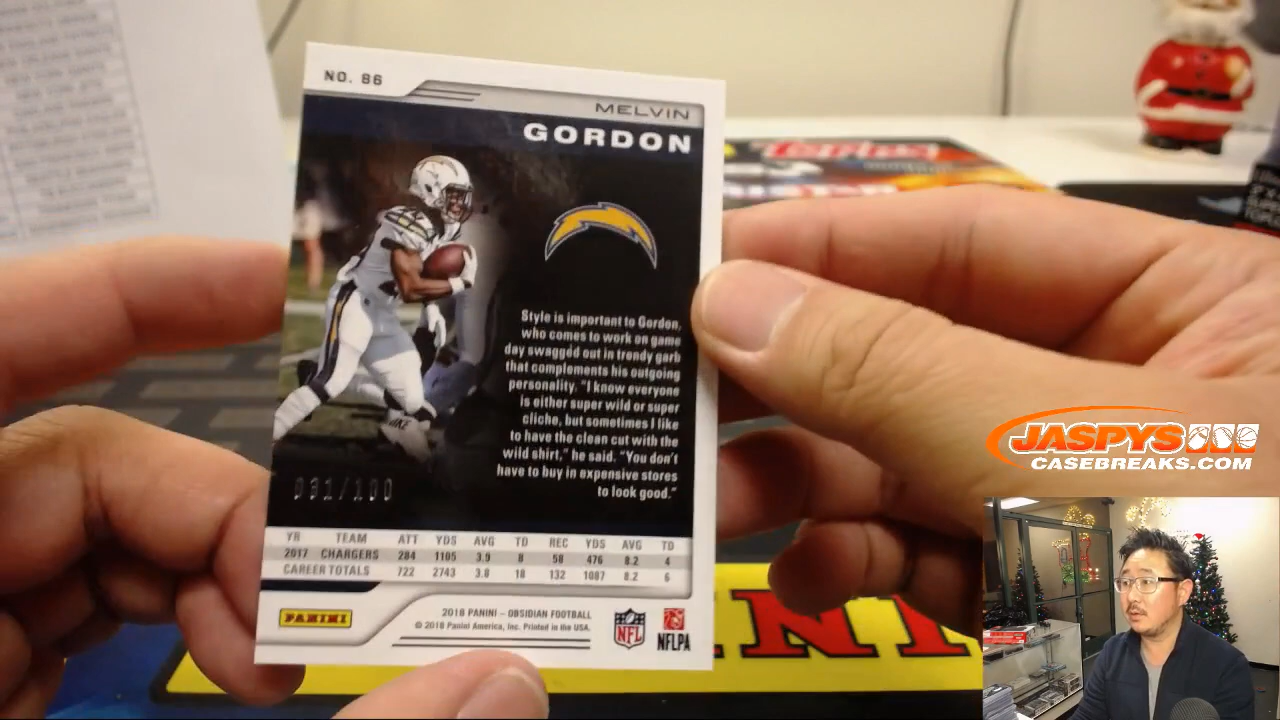 NO. 86
MELVIN
GORDON
Style is important to Gordon,
who comes to work on game
day swagged out in trendy garb
that complements his outgoing
personality. "I know everyone
is either super wild or super
cliche, but sometimes I like
to have the clean cut with the
wild shirt," he said. "You don't
have to buy in expensive stores
to look good."
031/100
YR TEAM ATT YDS AVG TD REC YDS AVG TD
2017 CHARGERS 284 1105 3.9 8 58 476 8.2 4
CAREER TOTALS 722 2743 3.8 18 132 1087 8.2 6
PANINI
2018 PANINI – OBSIDIAN FOOTBALL
© 2018 Panini America, Inc. Printed in the USA.
NFL
NFLPA
Topps
JASPYS
CASEBREAKS.COM